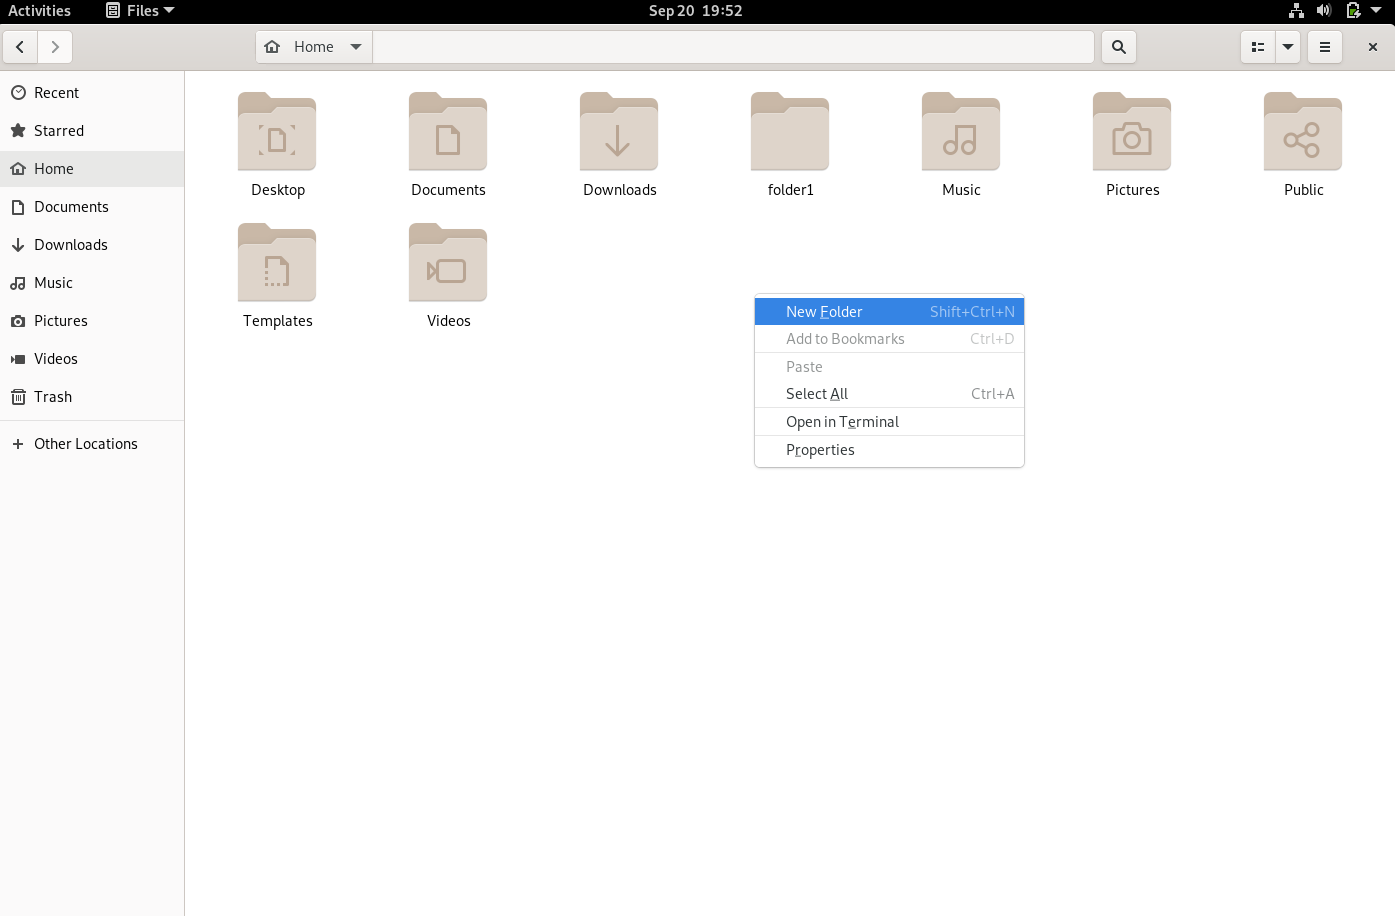 Activities Files Sep 20 19:52
Home
Recent
Starred
Home
Documents
Downloads
Music
Pictures
Videos
Trash
Other Locations
Desktop Documents Downloads folder1 Music Pictures Public
Templates Videos
New Folder Shift+Ctrl+N
Add to Bookmarks Ctrl+D
Paste
Select All Ctrl+A
Open in Terminal
Properties